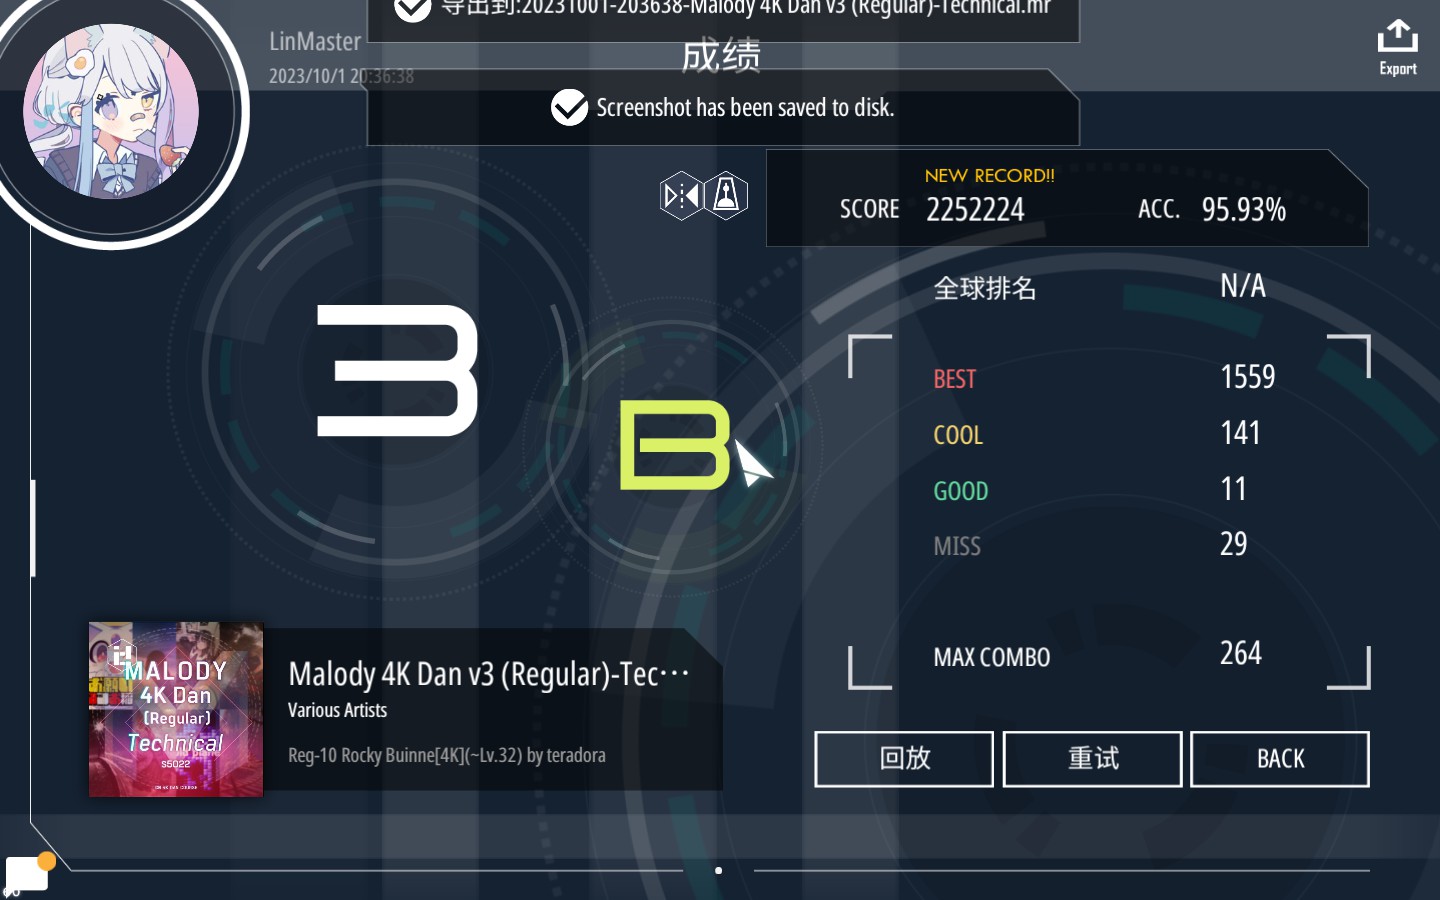 导出到:20231001-203638-Malody 4K Dan v3 (Regular)-Technical.mr
LinMaster
成绩
2023/10/1 20:36:38
Export
Screenshot has been saved to disk.
NEW RECORD!!
SCORE 2252224 ACC. 95.93%
全球排名 N/A
B
B
BEST 1559
COOL 141
GOOD 11
MISS 29
MAX COMBO 264
MALODY
4K Dan
(Regular)
Technical
S5022
Malody 4K Dan v3 (Regular)-Tec···
Various Artists
Reg-10 Rocky Buinne[4K](~Lv.32) by teradora
回放 重试 BACK